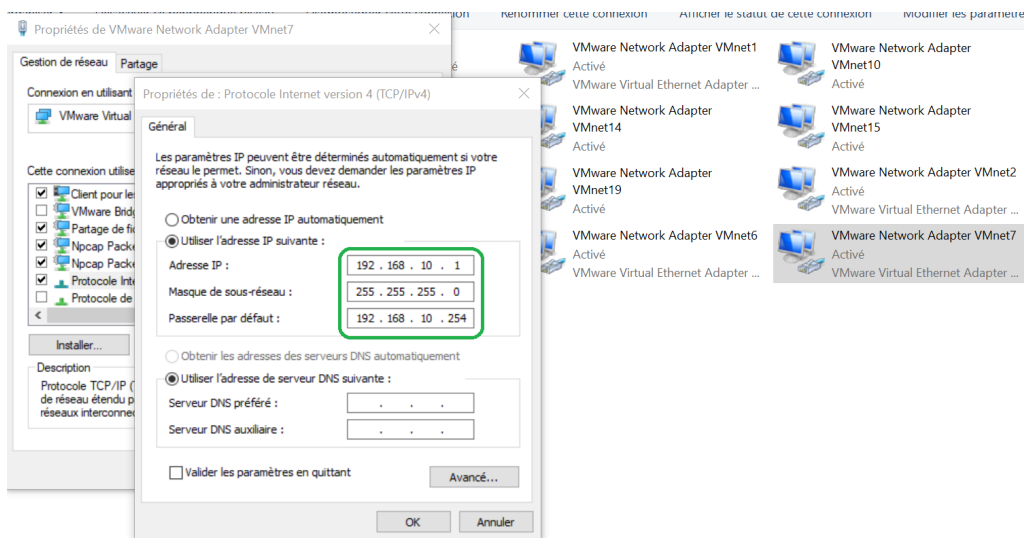 Renommer cette connexion
Afficher le statut de cette connexion
Modifier les paramètre
Propriétés de VMware Network Adapter VMnet7
Gestion de réseau
Partage
Connexion en utilisant
VMware Virtual
Cette connexion utilise
Client pour le
VMware Brid
Partage de fi
Npcap Packe
Npcap Packe
Protocole Inte
Protocole de
Installer...
Description
Protocole TCP/IP (
de réseau étendu p
réseaux interconne
Propriétés de : Protocole Internet version 4 (TCP/IPv4)
Général
Les paramètres IP peuvent être déterminés automatiquement si votre
réseau le permet. Sinon, vous devez demander les paramètres IP
appropriés à votre administrateur réseau.
Obtenir une adresse IP automatiquement
Utiliser l'adresse IP suivante :
Adresse IP :
192 . 168 . 10 . 1
Masque de sous-réseau :
255 . 255 . 255 . 0
Passerelle par défaut :
192 . 168 . 10 . 254
Obtenir les adresses des serveurs DNS automatiquement
Utiliser l'adresse de serveur DNS suivante :
Serveur DNS préféré :
Serveur DNS auxiliaire :
Valider les paramètres en quittant
Avancé...
OK
Annuler
VMware Network Adapter VMnet1
Activé
VMware Virtual Ethernet Adapter ...
VMware Network Adapter
VMnet10
Activé
VMware Network Adapter
VMnet14
Activé
VMware Network Adapter
VMnet15
Activé
VMware Network Adapter
VMnet19
Activé
VMware Network Adapter VMnet2
Activé
VMware Virtual Ethernet Adapter ...
VMware Network Adapter VMnet6
Activé
VMware Virtual Ethernet Adapter ...
VMware Network Adapter VMnet7
Activé
VMware Virtual Ethernet Adapter ...